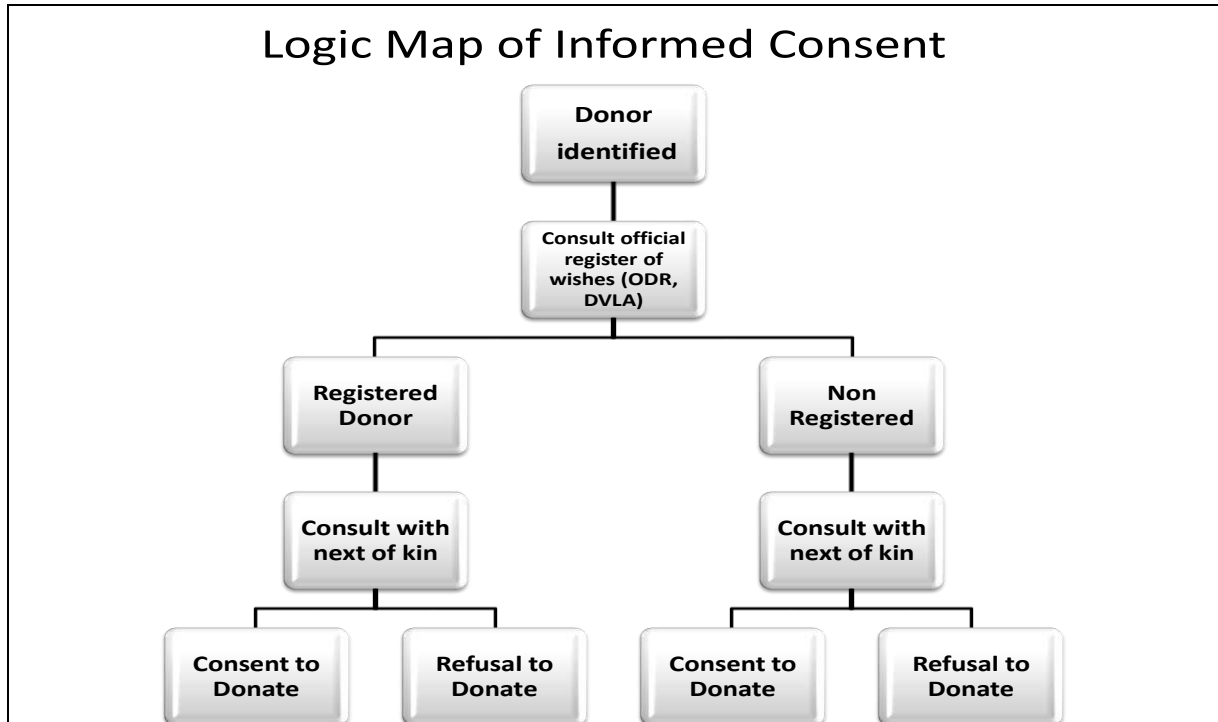 Logic Map of Informed Consent
Donor
identified
Consult official
register of
wishes (ODR,
DVLA)
Registered
Donor
Non
Registered
Consult with
next of kin
Consult with
next of kin
Consent to
Donate
Refusal to
Donate
Consent to
Donate
Refusal to
Donate